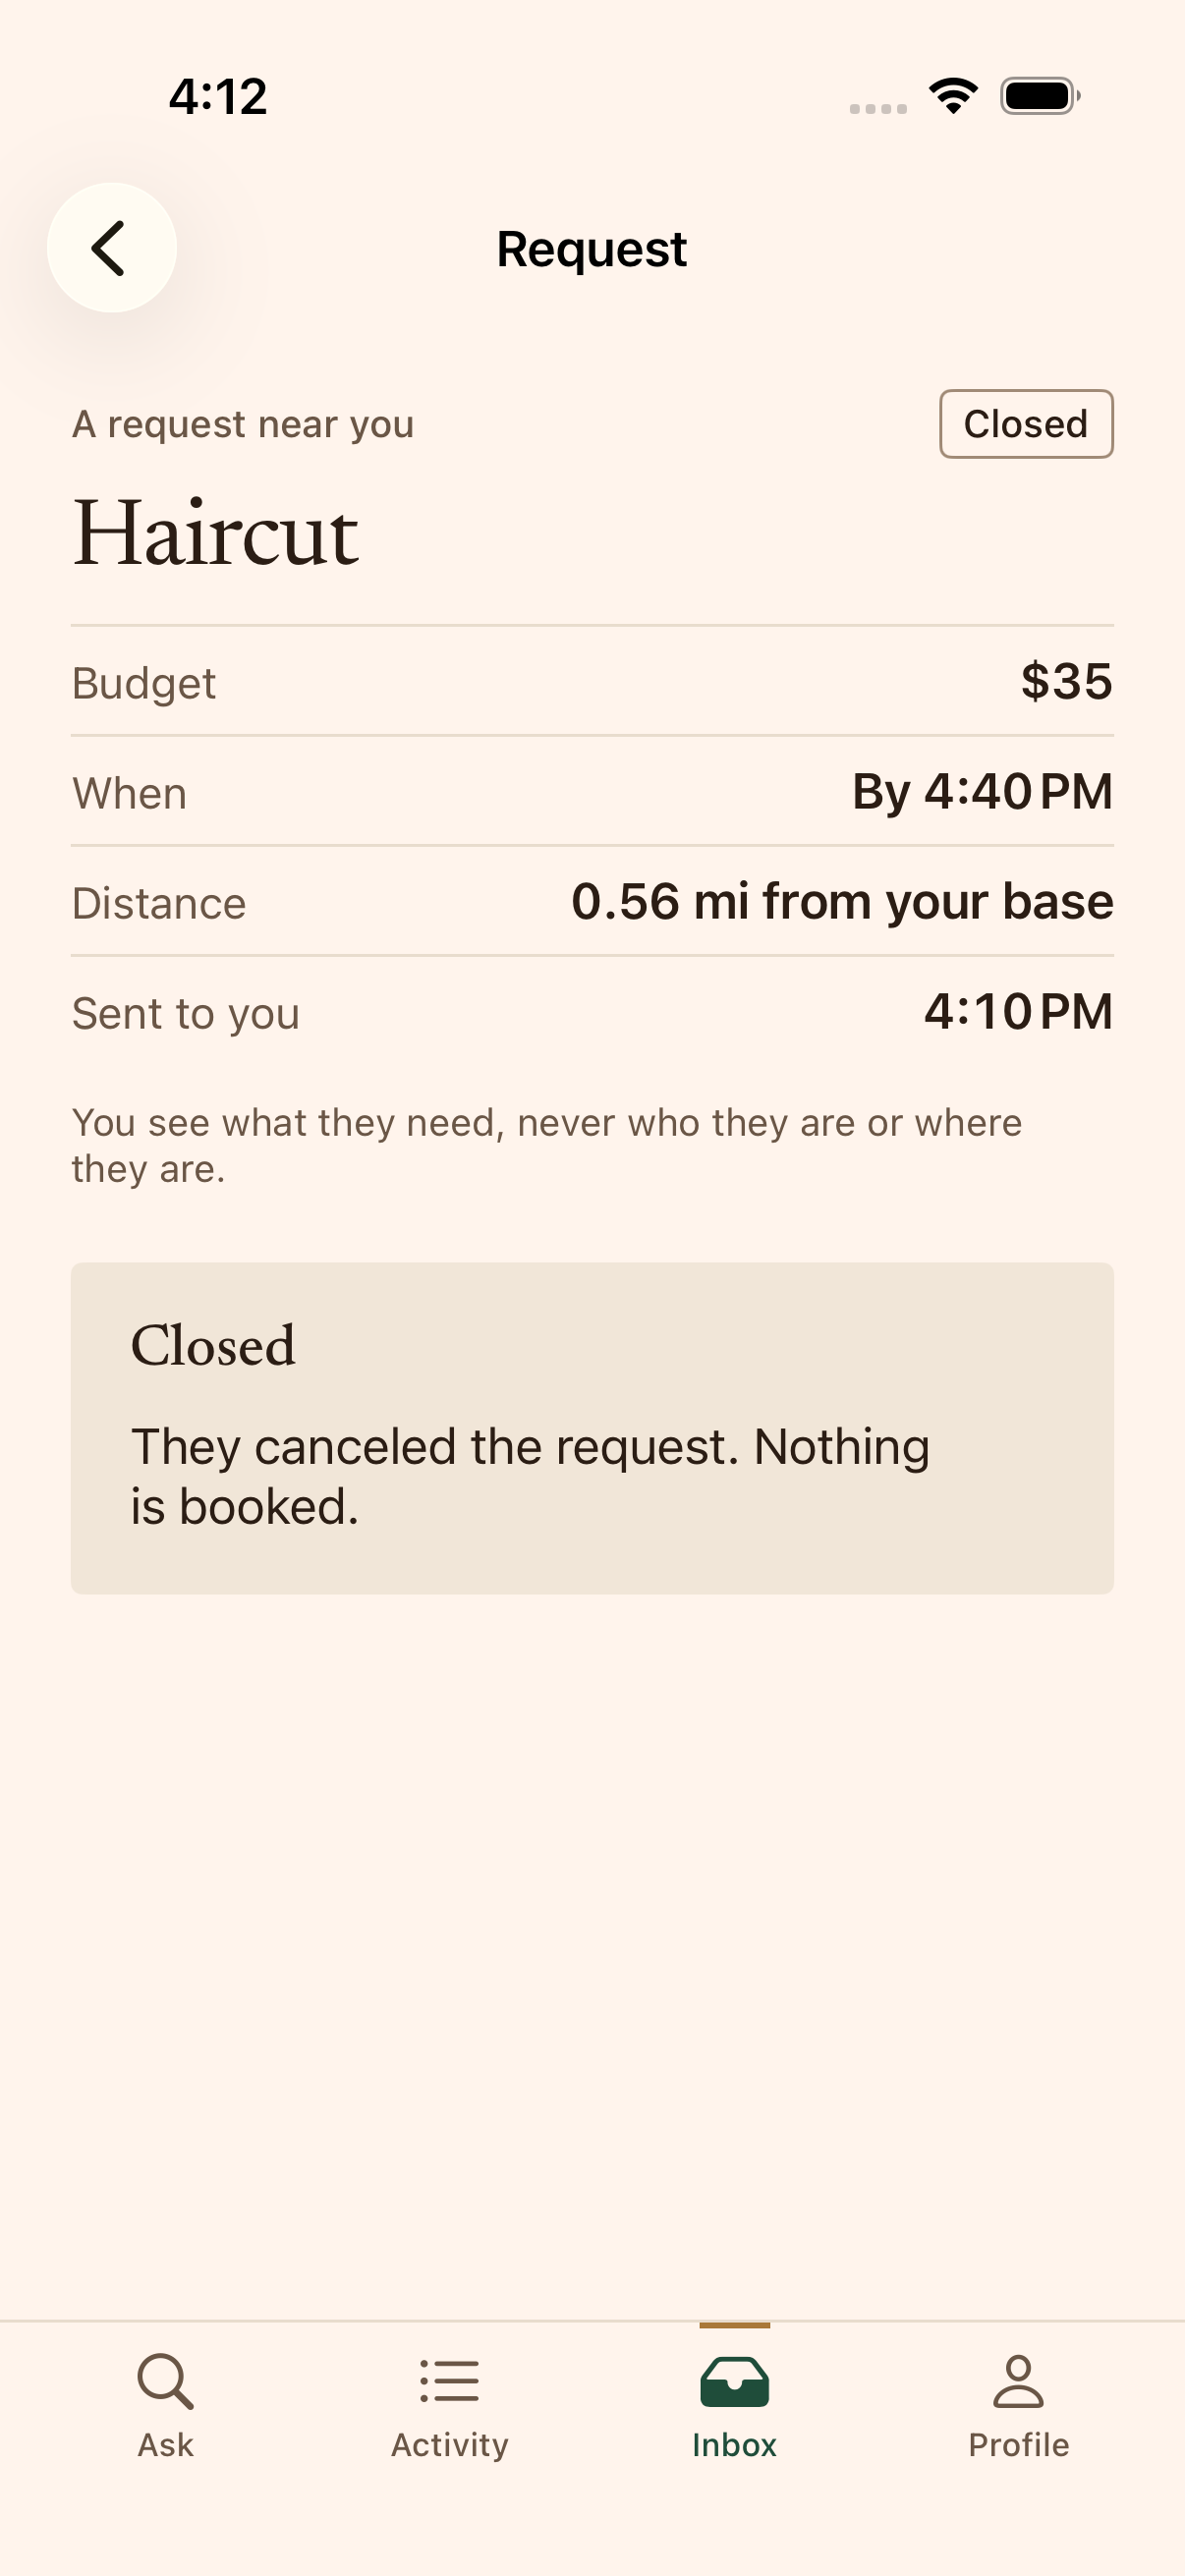 4:12
Request
A request near you
Closed
Haircut
Budget $35
When By 4:40 PM
Distance 0.56 mi from your base
Sent to you 4:10 PM
You see what they need, never who they are or where
they are.
Closed
They canceled the request. Nothing
is booked.
Ask Activity Inbox Profile